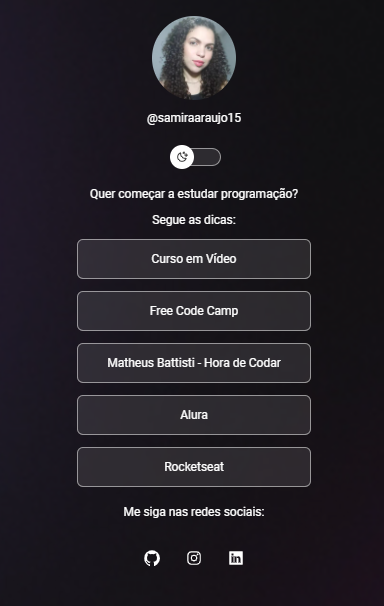 @samiraaraujo15
Quer começar a estudar programação?
Segue as dicas:
Curso em Vídeo
Free Code Camp
Matheus Battisti - Hora de Codar
Alura
Rocketseat
Me siga nas redes sociais: